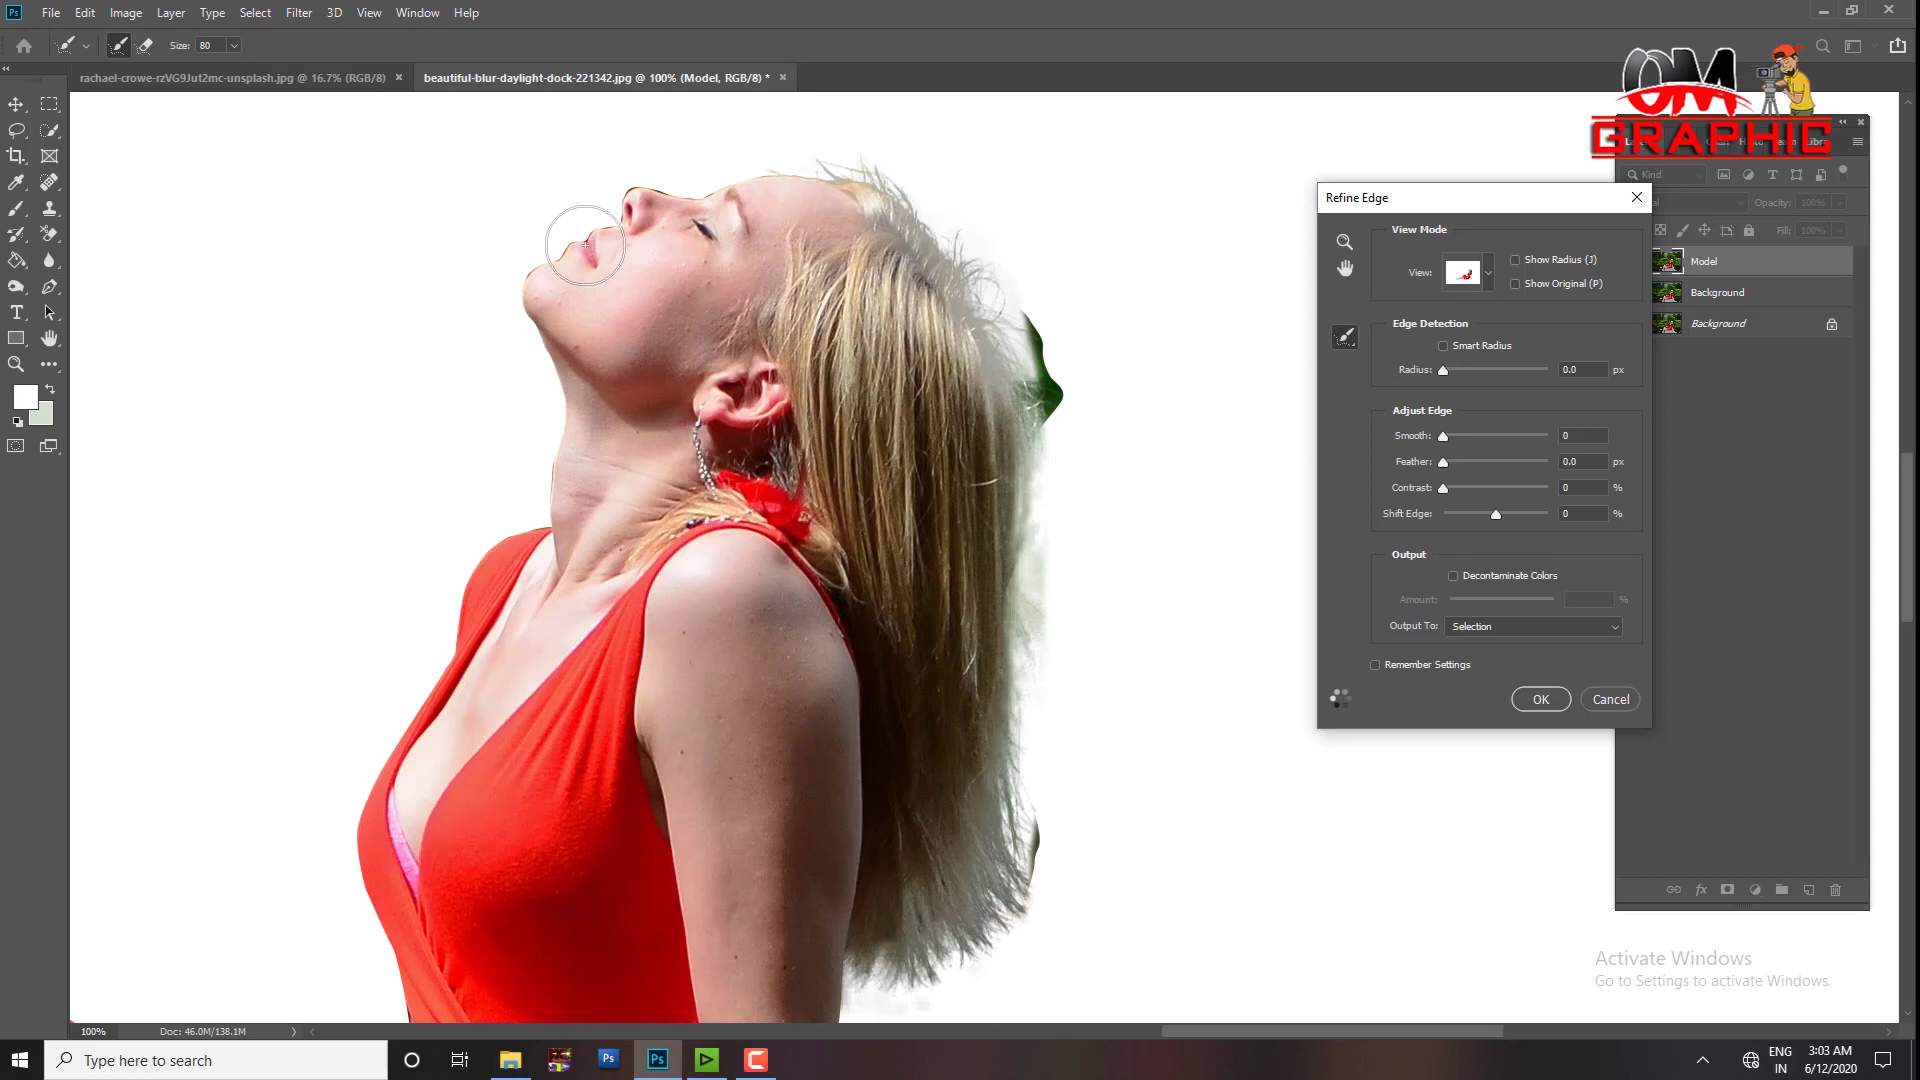 File Edit Image Layer Type Select Filter 3D View Window Help
Size: 80
rachael-crowe-rzVG9Jut2mc-unsplash.jpg @ 16.7% (RGB/8)
beautiful-blur-daylight-dock-221342.jpg @ 100% (Model, RGB/8) *
OM
GRAPHIC
Kind
Opacity: 100%
Fill: 100%
Model
Background
Background
Refine Edge
View Mode
View:
Show Radius (J)
Show Original (P)
Edge Detection
Smart Radius
Radius: 0.0 px
Adjust Edge
Smooth: 0
Feather: 0.0 px
Contrast: 0 %
Shift Edge: 0 %
Output
Decontaminate Colors
Amount: %
Output To: Selection
Remember Settings
OK Cancel
Activate Windows
Go to Settings to activate Windows.
100% Doc: 46.0M/138.1M
Type here to search
ENG
IN
3:03 AM
6/12/2020